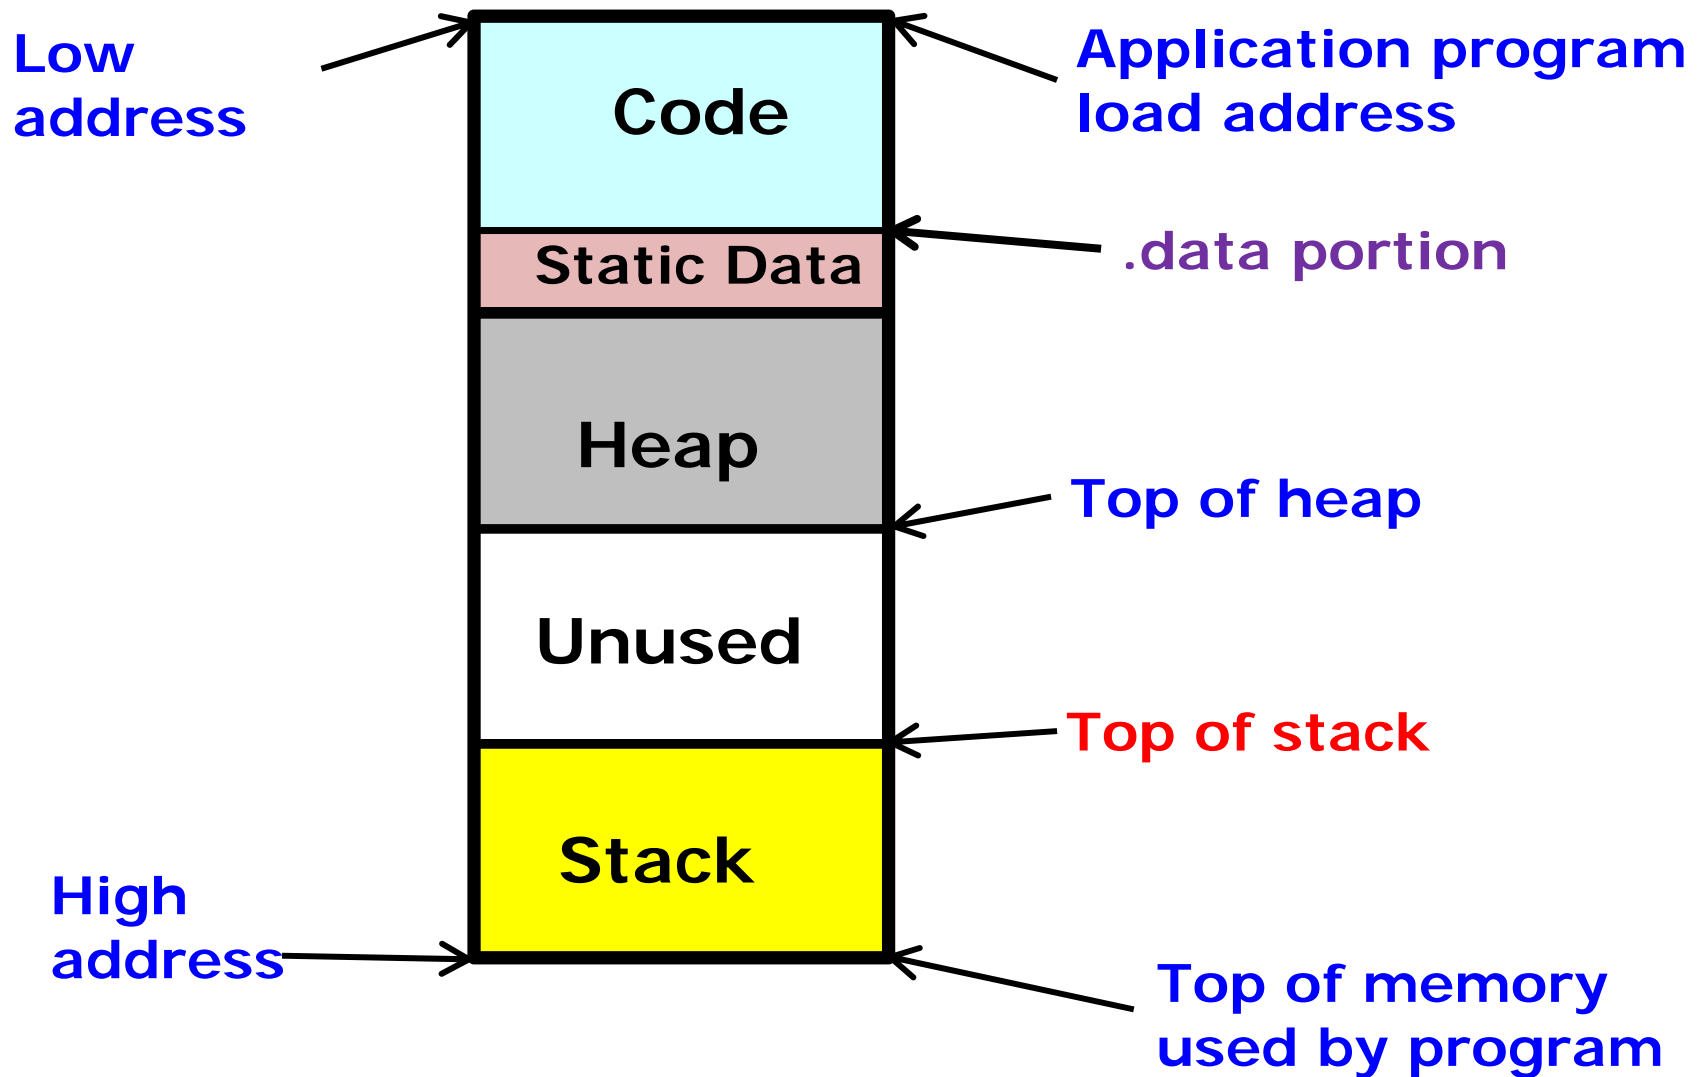 Low
address
Application program
load address
Code
.data portion
Static Data
Heap
Top of heap
Unused
Top of stack
Stack
High
address
Top of memory
used by program